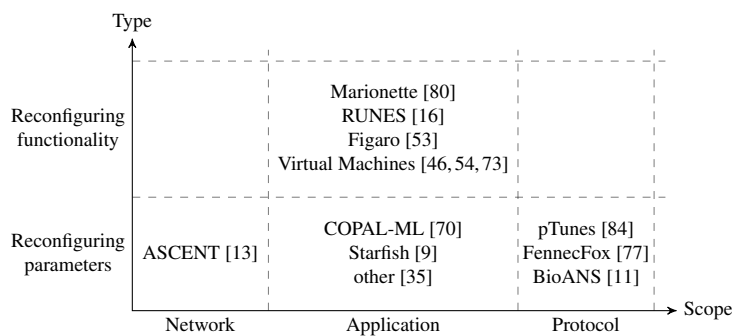 Type
Reconfiguring
functionality
Marionette [80]
RUNES [16]
Figaro [53]
Virtual Machines [46, 54, 73]
Reconfiguring
parameters
ASCENT [13]
COPAL-ML [70]
Starfish [9]
other [35]
pTunes [84]
FennecFox [77]
BioANS [11]
Scope
Network
Application
Protocol